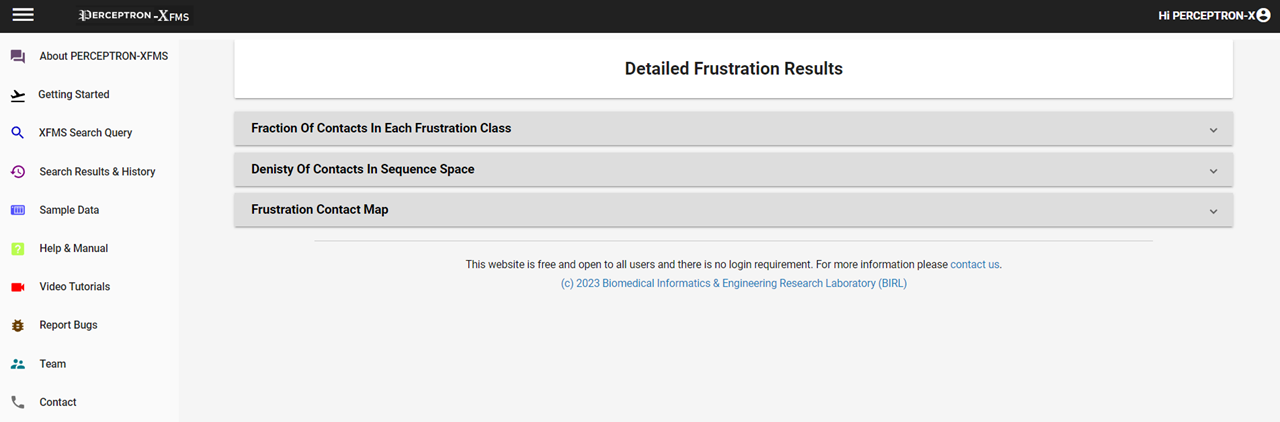 PERCEPTRON-XFMS
Hi PERCEPTRON-X
About PERCEPTRON-XFMS
Getting Started
XFMS Search Query
Search Results & History
Sample Data
Help & Manual
Video Tutorials
Report Bugs
Team
Contact
Detailed Frustration Results
Fraction Of Contacts In Each Frustration Class
Denisty Of Contacts In Sequence Space
Frustration Contact Map
This website is free and open to all users and there is no login requirement. For more information please contact us.
(c) 2023 Biomedical Informatics & Engineering Research Laboratory (BIRL)